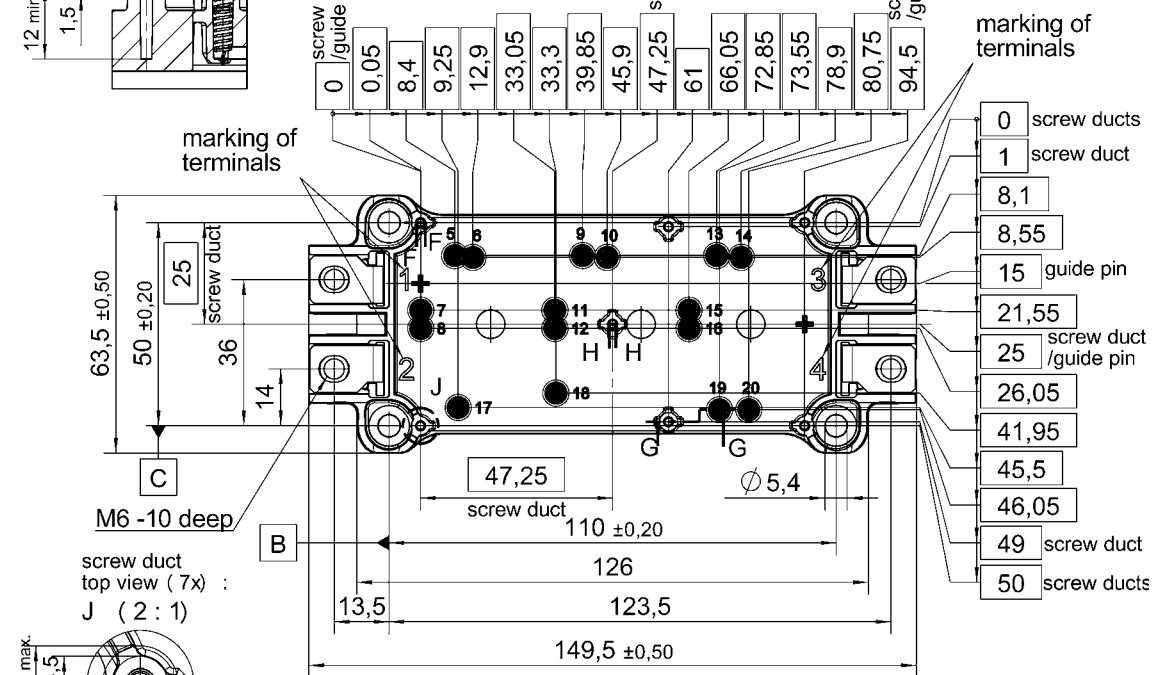 12 min
1,5
screw
/guide
0
0,05
8,4
9,25
12,9
33,05
33,3
39,85
45,9
47,25
61
66,05
72,85
73,55
78,9
80,75
94,5
marking of
terminals
marking of
terminals
0 screw ducts
1 screw duct
8,1
8,55
15 guide pin
21,55
25 screw duct
/guide pin
26,05
41,95
45,5
46,05
49 screw duct
50 screw ducts
63,5 ±0,50
50 ±0,20
25
screw duct
36
14
5 6 9 10 13 14
F
F
1
3
7 11 15
8 12 16
H H
2
4
J
18
17
19 20
G G
C
47,25
screw duct
Ø 5,4
M6 -10 deep
B
110 ±0,20
screw duct
top view ( 7x) :
J ( 2 : 1)
126
13,5
123,5
149,5 ±0,50
max.